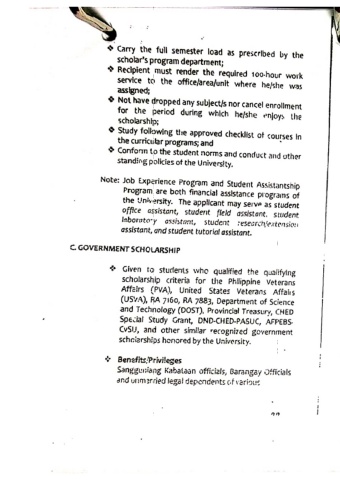 ❖ Carry the full semester load as prescribed by the
scholar's program department;
❖ Recipient must render the required 100-hour work
service to the office/area/unit where he/she was
assigned;
❖ Not have dropped any subject/s nor cancel enrollment
for the period during which he/she enjoys the
scholarship;
❖ Study following the approved checklist of courses in
the curricular programs; and
❖ Conform to the student norms and conduct and other
standing policies of the University.
Note: Job Experience Program and Student Assistantship
Program are both financial assistance programs of
the University. The applicant may serve as student
office assistant, student field assistant, student
laboratory assistant, student research/extension
assistant, and student tutorial assistant.
C. GOVERNMENT SCHOLARSHIP
❖ Given to students who qualified the qualifying
scholarship criteria for the Philippine Veterans
Affairs (PVA), United States Veterans Affairs
(USVA), RA 7160, RA 7883, Department of Science
and Technology (DOST), Provincial Treasury, CHED
Special Study Grant, DND-CHED-PASUC, AFPEBS-
CvSU, and other similar recognized government
scholarships honored by the University.
❖ Benefits/Privileges
Sangguniang Kabataan officials, Barangay Officials
and unmarried legal dependents of various